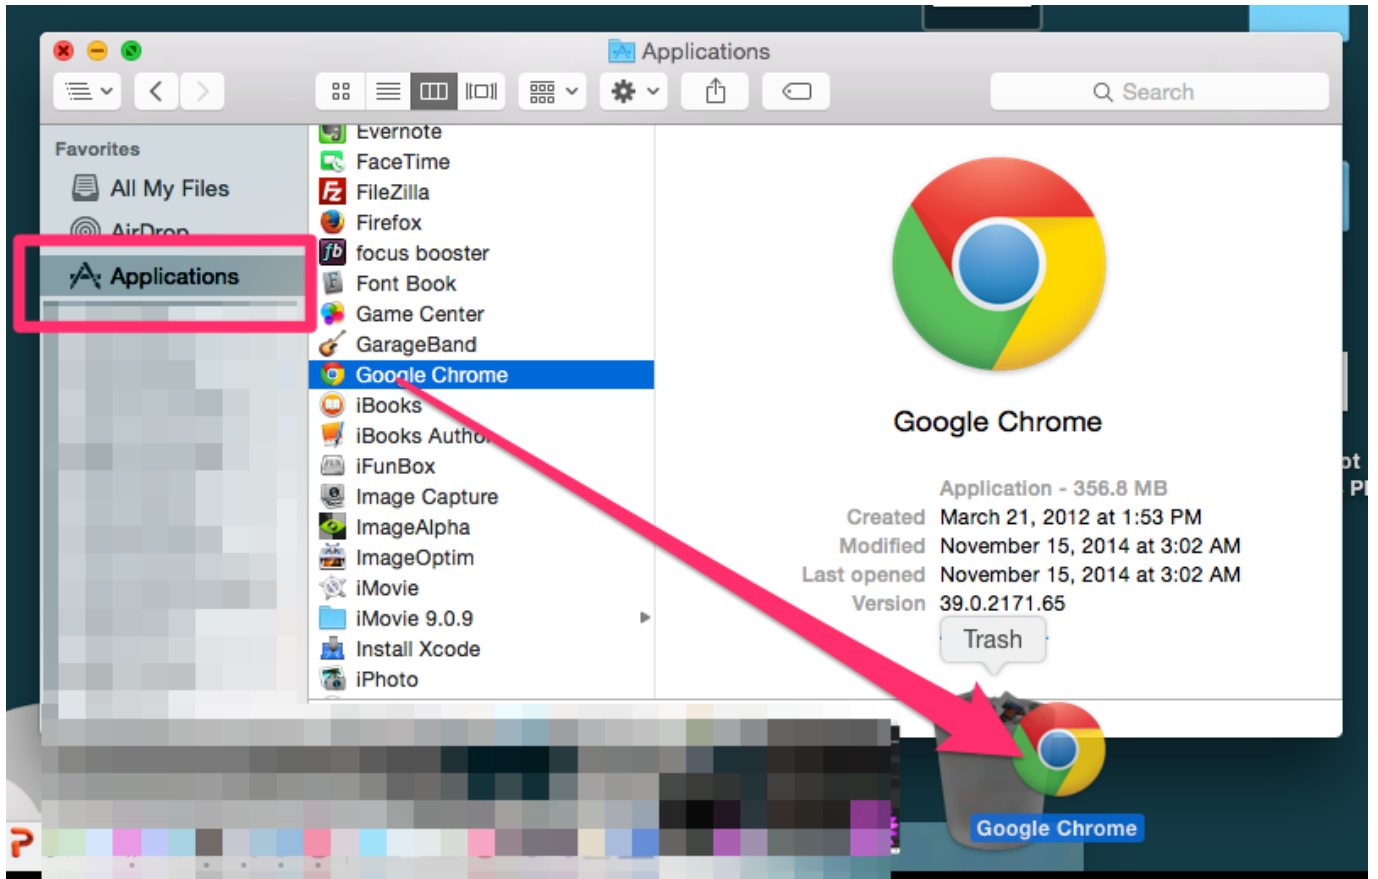 Applications
Search
Favorites
All My Files
AirDrop
Applications
Evernote
FaceTime
FileZilla
Firefox
fb focus booster
Font Book
Game Center
GarageBand
Google Chrome
iBooks
iBooks Author
iFunBox
Image Capture
ImageAlpha
ImageOptim
iMovie
iMovie 9.0.9
Install Xcode
iPhoto
Google Chrome
Application - 356.8 MB
Created March 21, 2012 at 1:53 PM
Modified November 15, 2014 at 3:02 AM
Last opened November 15, 2014 at 3:02 AM
Version 39.0.2171.65
Trash
Google Chrome